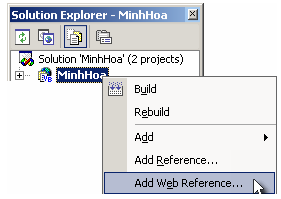 Solution Explorer - MinhHoa
Solution 'MinhHoa' (2 projects)
MinhHoa
Build
Rebuild
Add
Add Reference...
Add Web Reference...